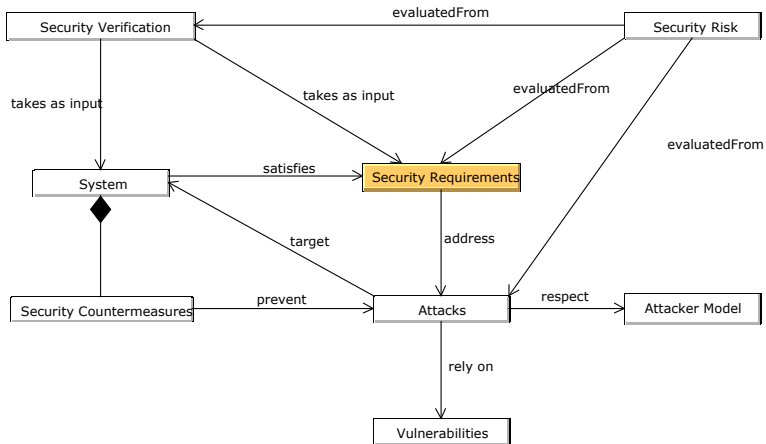 evaluatedFrom
Security Verification
Security Risk
takes as input
takes as input
evaluatedFrom
evaluatedFrom
satisfies
System
Security Requirements
target
address
Security Countermeasures
prevent
Attacks
respect
Attacker Model
rely on
Vulnerabilities